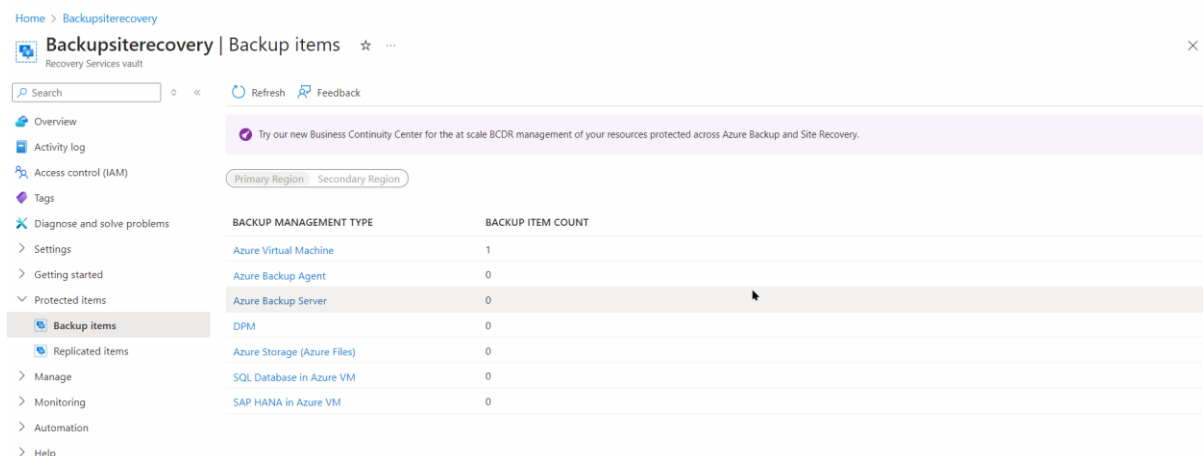 Home > Backupsiterecovery
Backupsiterecovery | Backup items
Recovery Services vault
Search
Refresh Feedback
Overview
Activity log
Access control (IAM)
Tags
Diagnose and solve problems
Settings
Getting started
Protected items
Backup items
Replicated items
Manage
Monitoring
Automation
Help
Try our new Business Continuity Center for the at scale BCDR management of your resources protected across Azure Backup and Site Recovery.
Primary Region Secondary Region
BACKUP MANAGEMENT TYPE BACKUP ITEM COUNT
Azure Virtual Machine 1
Azure Backup Agent 0
Azure Backup Server 0
DPM 0
Azure Storage (Azure Files) 0
SQL Database in Azure VM 0
SAP HANA in Azure VM 0